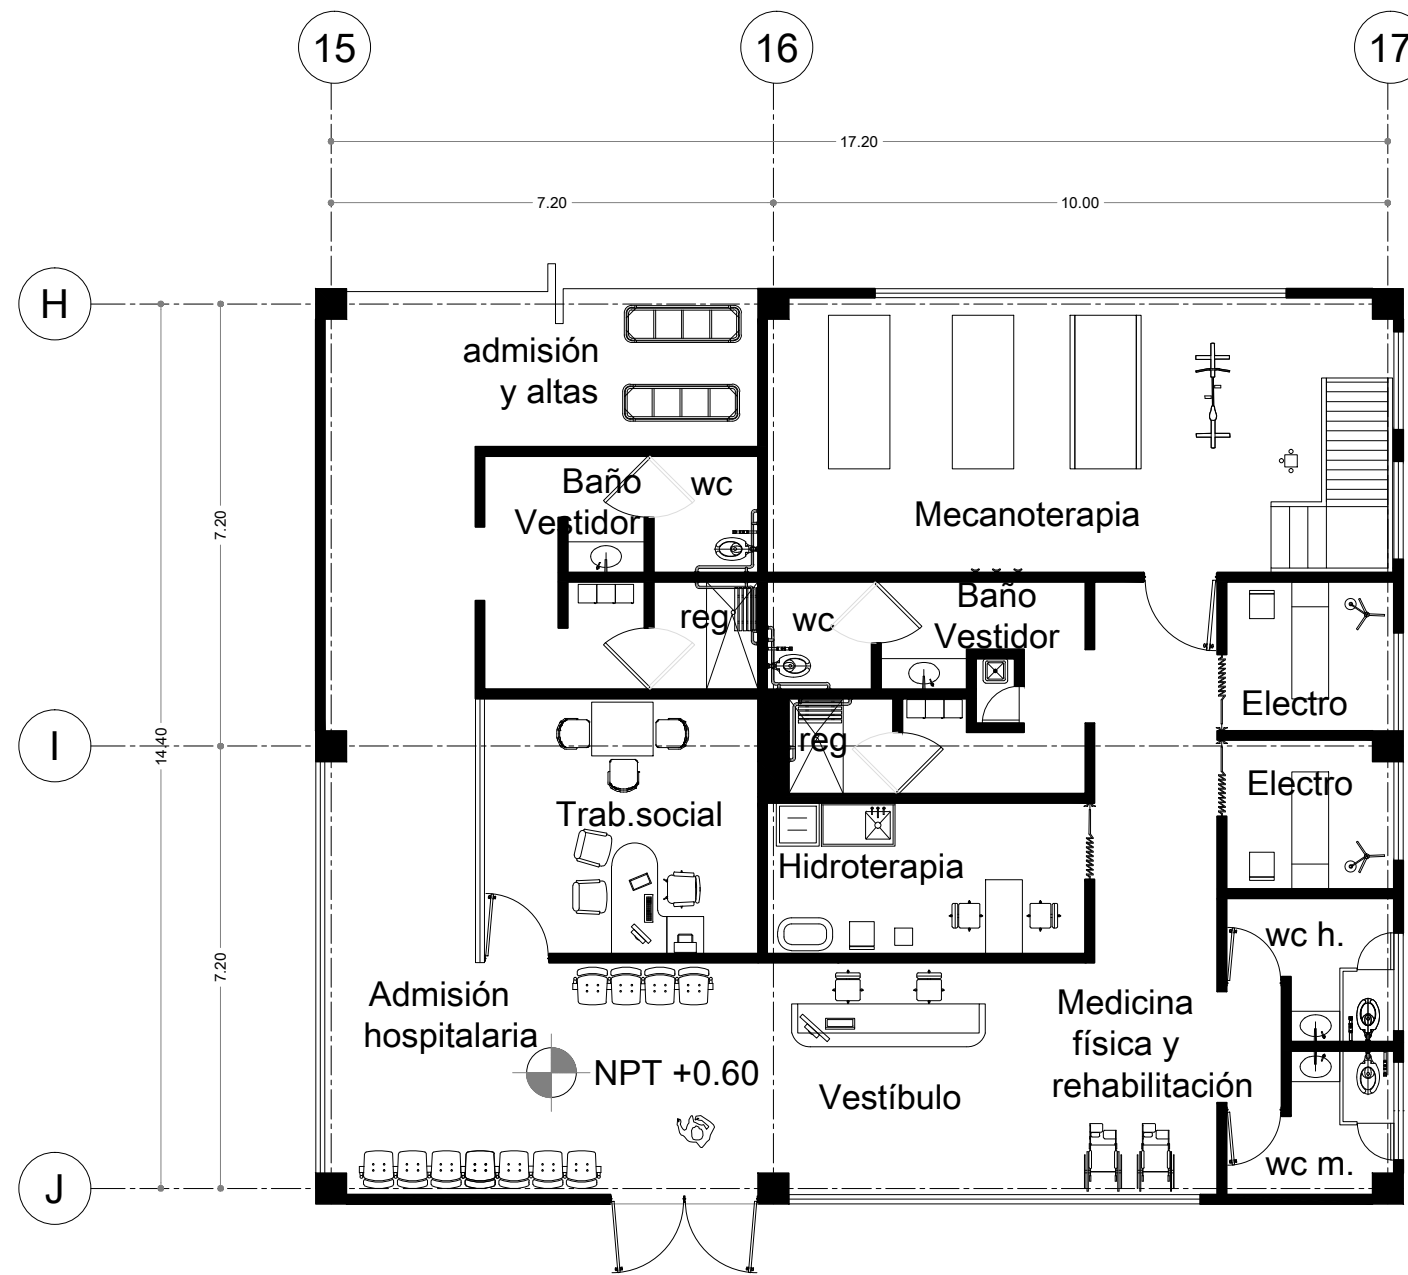 15
16
17
17.20
7.20
10.00
H
admisión
y altas
Baño
Vestidor
wc
Mecanoterapia
7.20
reg
wc
Baño
Vestidor
Electro
I
14.40
reg
Electro
Trab.social
Hidroterapia
7.20
wc h.
Admisión
hospitalaria
Medicina
física y
rehabilitación
NPT +0.60
Vestíbulo
wc m.
J